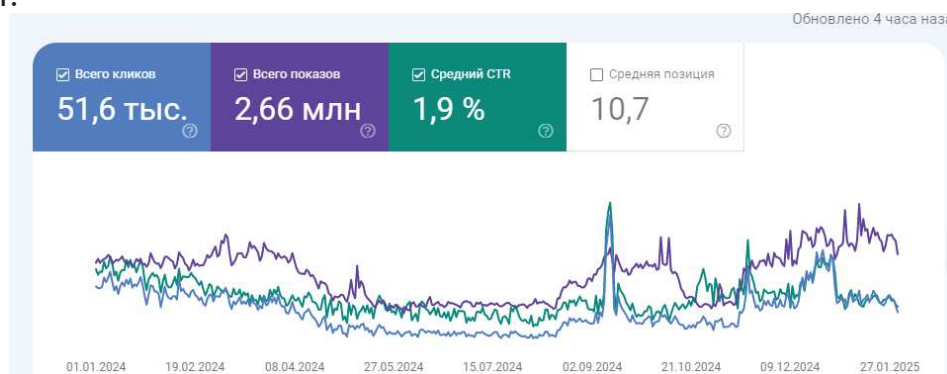 Обновлено 4 часа наза
Всего кликов
Всего показов
Средний CTR
Средняя позиция
51,6 тыс.
2,66 млн
1,9 %
10,7
01.01.2024 19.02.2024 08.04.2024 27.05.2024 15.07.2024 02.09.2024 21.10.2024 09.12.2024 27.01.2025